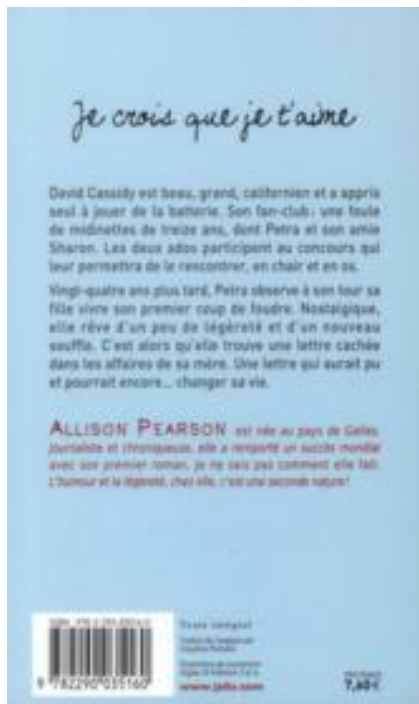 Je crois que je t'aime
David Cassidy est beau, grand, californien et a appris
seul à jouer de la batterie. Son fan-club : une foule
de midinettes de treize ans, dont Petra et son amie
Sharon. Les deux ados participent au concours qui
leur permettra de le rencontrer, en chair et en os.
Vingt-quatre ans plus tard, Petra observe à son tour sa
fille vivre son premier coup de foudre. Nostalgique,
elle rêve d'un peu de légèreté et d'un nouveau
souffle. C'est alors qu'elle trouve une lettre cachée
dans les affaires de sa mère. Une lettre qui aurait pu
et pourrait encore... changer sa vie.
ALLISON PEARSON est née au pays de Galles.
Journaliste et chroniqueuse, elle a remporté un succès mondial
avec son premier roman, Je ne sais pas comment elle fait.
L'humour et la légèreté, chez elle, c'est une seconde nature !
Texte intégral
www.jailu.com
7,60 €
9 782290 035160